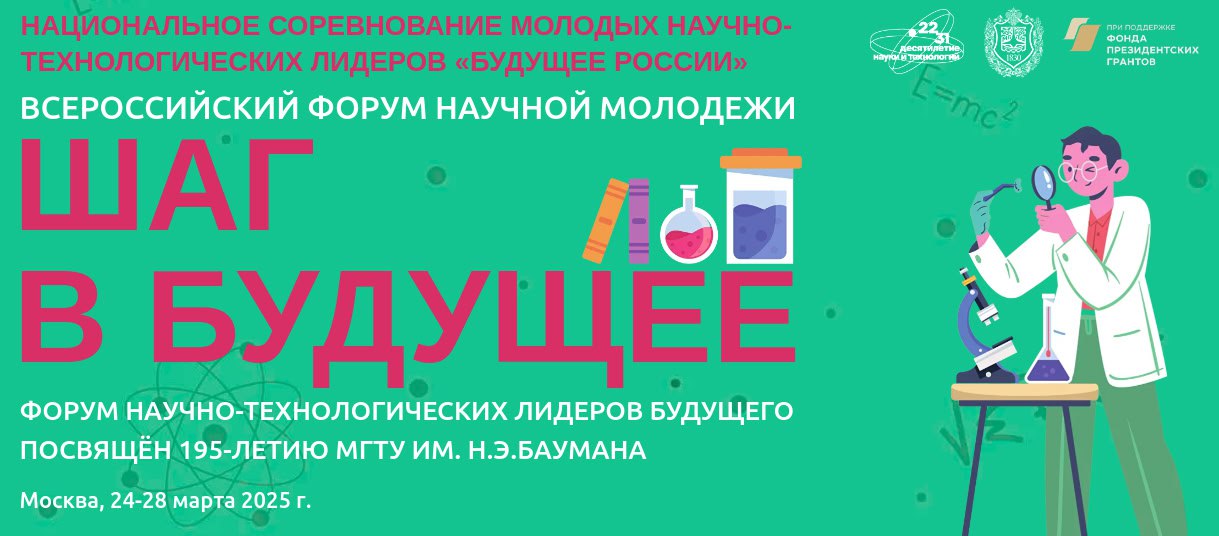 НАЦИОНАЛЬНОЕ СОРЕВНОВАНИЕ МОЛОДЫХ НАУЧНО-
ТЕХНОЛОГИЧЕСКИХ ЛИДЕРОВ «БУДУЩЕЕ РОССИИ»
ВСЕРОССИЙСКИЙ ФОРУМ НАУЧНОЙ МОЛОДЕЖИ
ШАГ
В БУДУЩЕЕ
ФОРУМ НАУЧНО-ТЕХНОЛОГИЧЕСКИХ ЛИДЕРОВ БУДУЩЕГО
ПОСВЯЩЁН 195-ЛЕТИЮ МГТУ ИМ. Н.Э.БАУМАНА
Москва, 24-28 марта 2025 г.
22
31
десятилетие
науки и технологий
1830
ПРИ ПОДДЕРЖКЕ
ФОНДА
ПРЕЗИДЕНТСКИХ
ГРАНТОВ
E=mc²